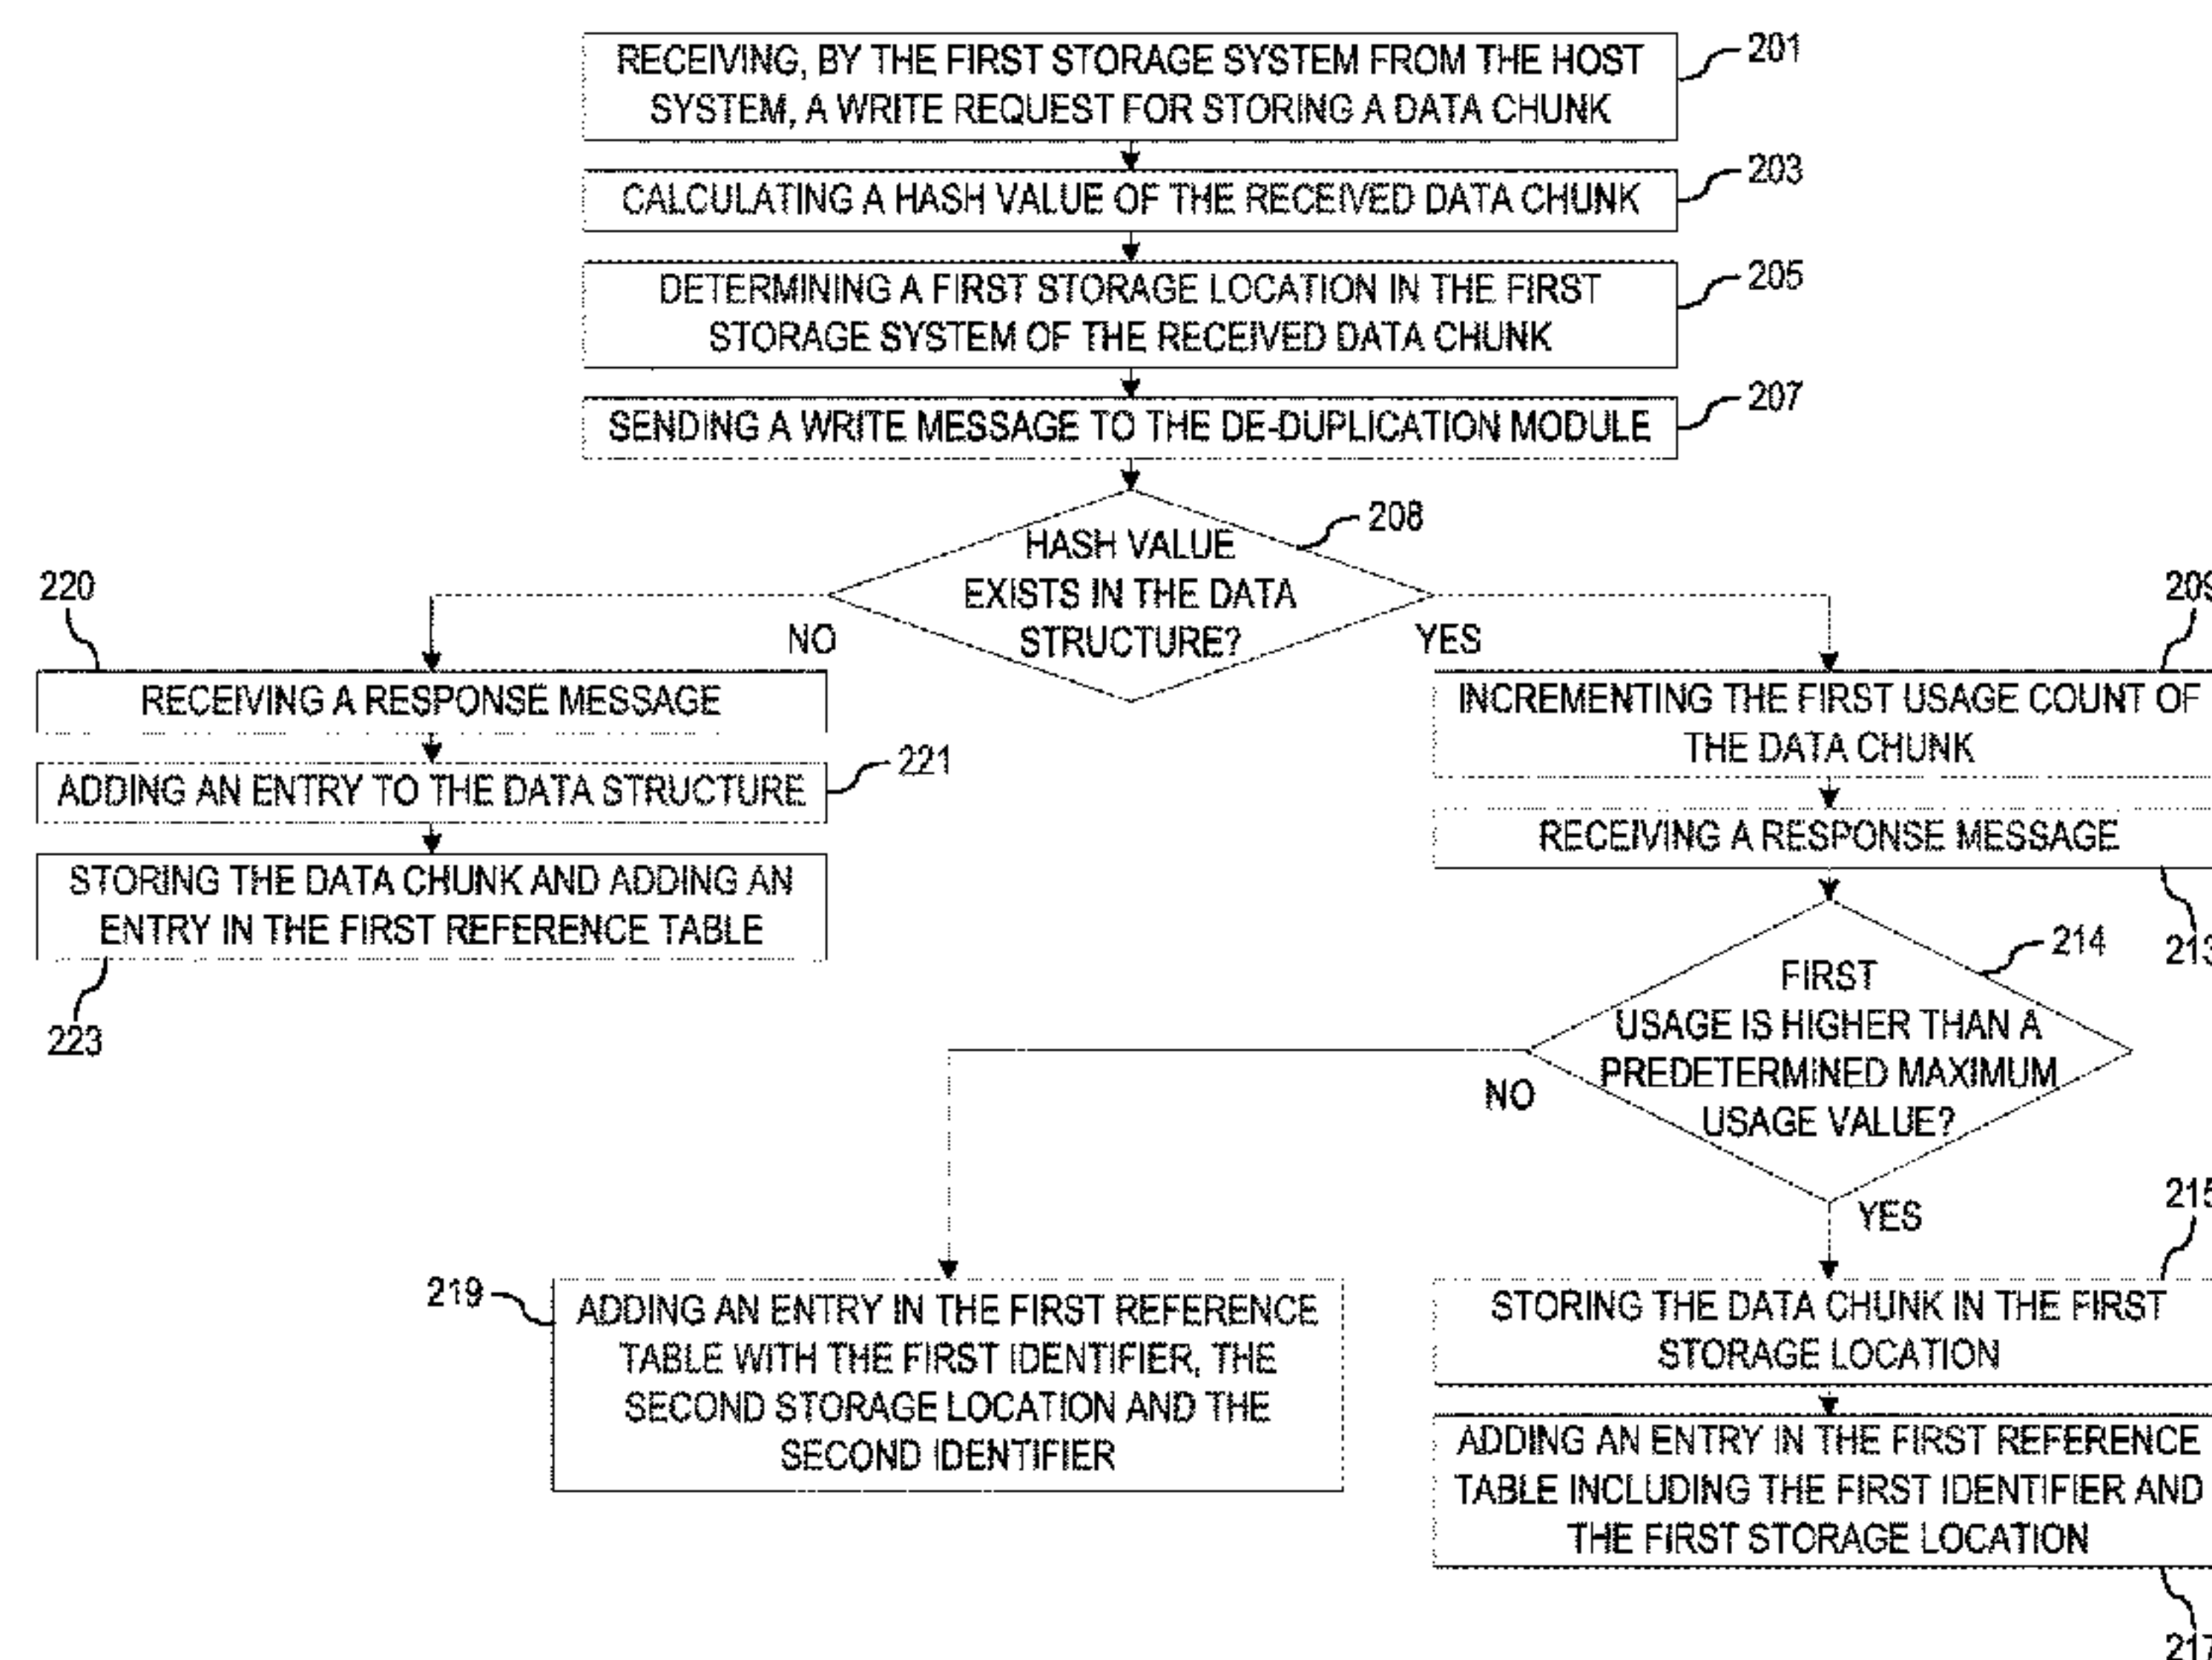 RECEIVING, BY THE FIRST STORAGE SYSTEM FROM THE HOST
SYSTEM, A WRITE REQUEST FOR STORING A DATA CHUNK
201
CALCULATING A HASH VALUE OF THE RECEIVED DATA CHUNK
203
DETERMINING A FIRST STORAGE LOCATION IN THE FIRST
STORAGE SYSTEM OF THE RECEIVED DATA CHUNK
205
SENDING A WRITE MESSAGE TO THE DE-DUPLICATION MODULE
207
HASH VALUE
EXISTS IN THE DATA
STRUCTURE?
208
NO
YES
220
RECEIVING A RESPONSE MESSAGE
ADDING AN ENTRY TO THE DATA STRUCTURE
221
STORING THE DATA CHUNK AND ADDING AN
ENTRY IN THE FIRST REFERENCE TABLE
223
209
INCREMENTING THE FIRST USAGE COUNT OF
THE DATA CHUNK
RECEIVING A RESPONSE MESSAGE
213
FIRST
USAGE IS HIGHER THAN A
PREDETERMINED MAXIMUM
USAGE VALUE?
214
NO
YES
219
ADDING AN ENTRY IN THE FIRST REFERENCE
TABLE WITH THE FIRST IDENTIFIER, THE
SECOND STORAGE LOCATION AND THE
SECOND IDENTIFIER
215
STORING THE DATA CHUNK IN THE FIRST
STORAGE LOCATION
ADDING AN ENTRY IN THE FIRST REFERENCE
TABLE INCLUDING THE FIRST IDENTIFIER AND
THE FIRST STORAGE LOCATION
217